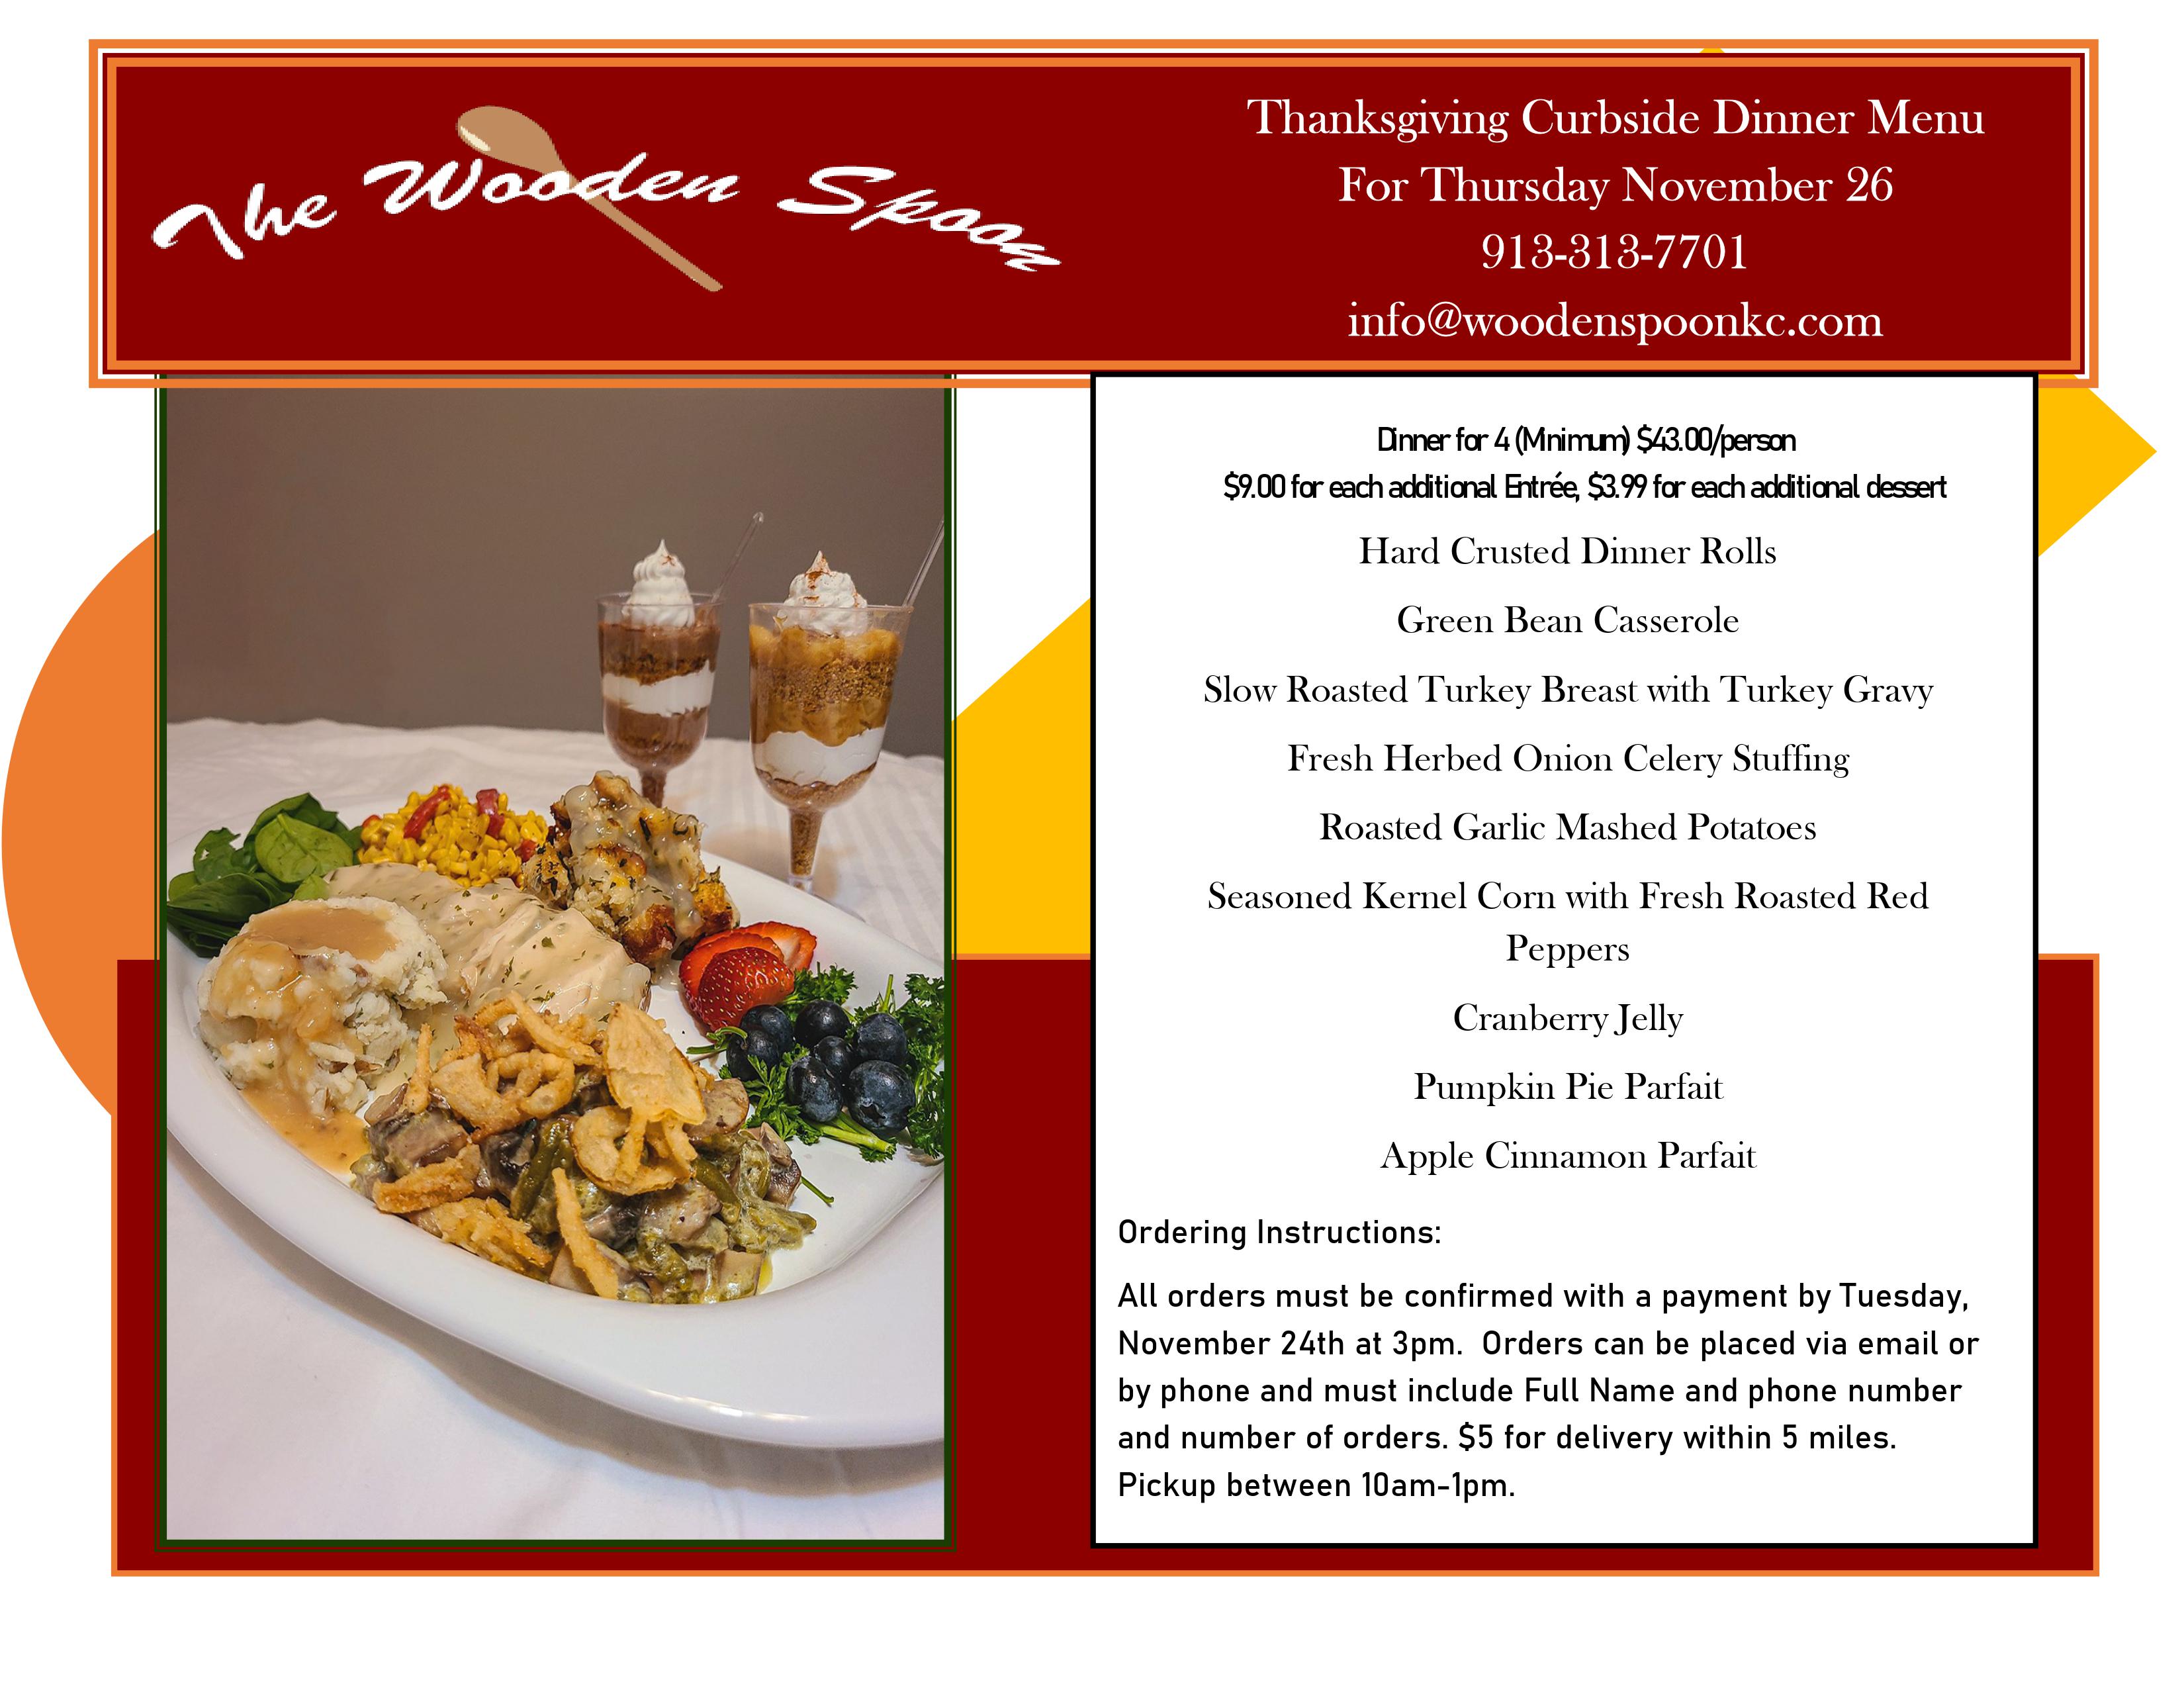 The Wooden Spoon
Thanksgiving Curbside Dinner Menu
For Thursday November 26
913-313-7701
info@woodenspoonkc.com
Dinner for 4 (Minimum) $43.00/person
$9.00 for each additional Entrée, $3.99 for each additional dessert
Hard Crusted Dinner Rolls
Green Bean Casserole
Slow Roasted Turkey Breast with Turkey Gravy
Fresh Herbed Onion Celery Stuffing
Roasted Garlic Mashed Potatoes
Seasoned Kernel Corn with Fresh Roasted Red
Peppers
Cranberry Jelly
Pumpkin Pie Parfait
Apple Cinnamon Parfait
Ordering Instructions:
All orders must be confirmed with a payment by Tuesday,
November 24th at 3pm.  Orders can be placed via email or
by phone and must include Full Name and phone number
and number of orders. $5 for delivery within 5 miles.
Pickup between 10am-1pm.